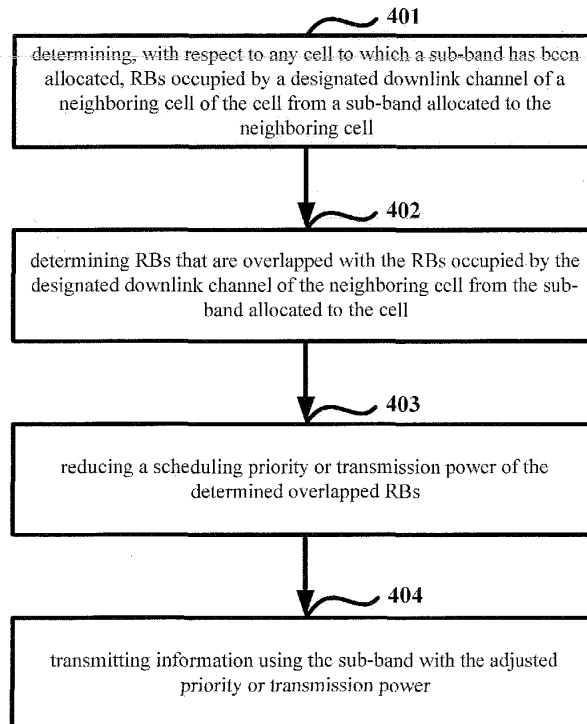 401
determining, with respect to any cell to which a sub-band has been
allocated, RBs occupied by a designated downlink channel of a
neighboring cell of the cell from a sub-band allocated to the
neighboring cell
402
determining RBs that are overlapped with the RBs occupied by the
designated downlink channel of the neighboring cell from the sub-
band allocated to the cell
403
reducing a scheduling priority or transmission power of the
determined overlapped RBs
404
transmitting information using the sub-band with the adjusted
priority or transmission power